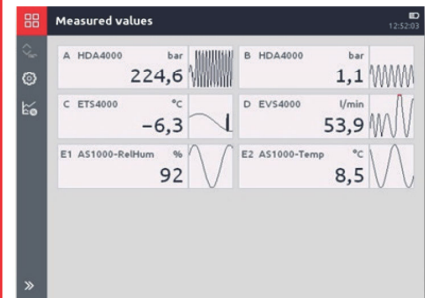 Measured values
12:52:03
A HDA4000 bar
224,6
B HDA4000 bar
1,1
C ETS4000 °C
−6,3
D EVS4000 l/min
53,9
E1 AS1000-RelHum %
92
E2 AS1000-Temp °C
8,5